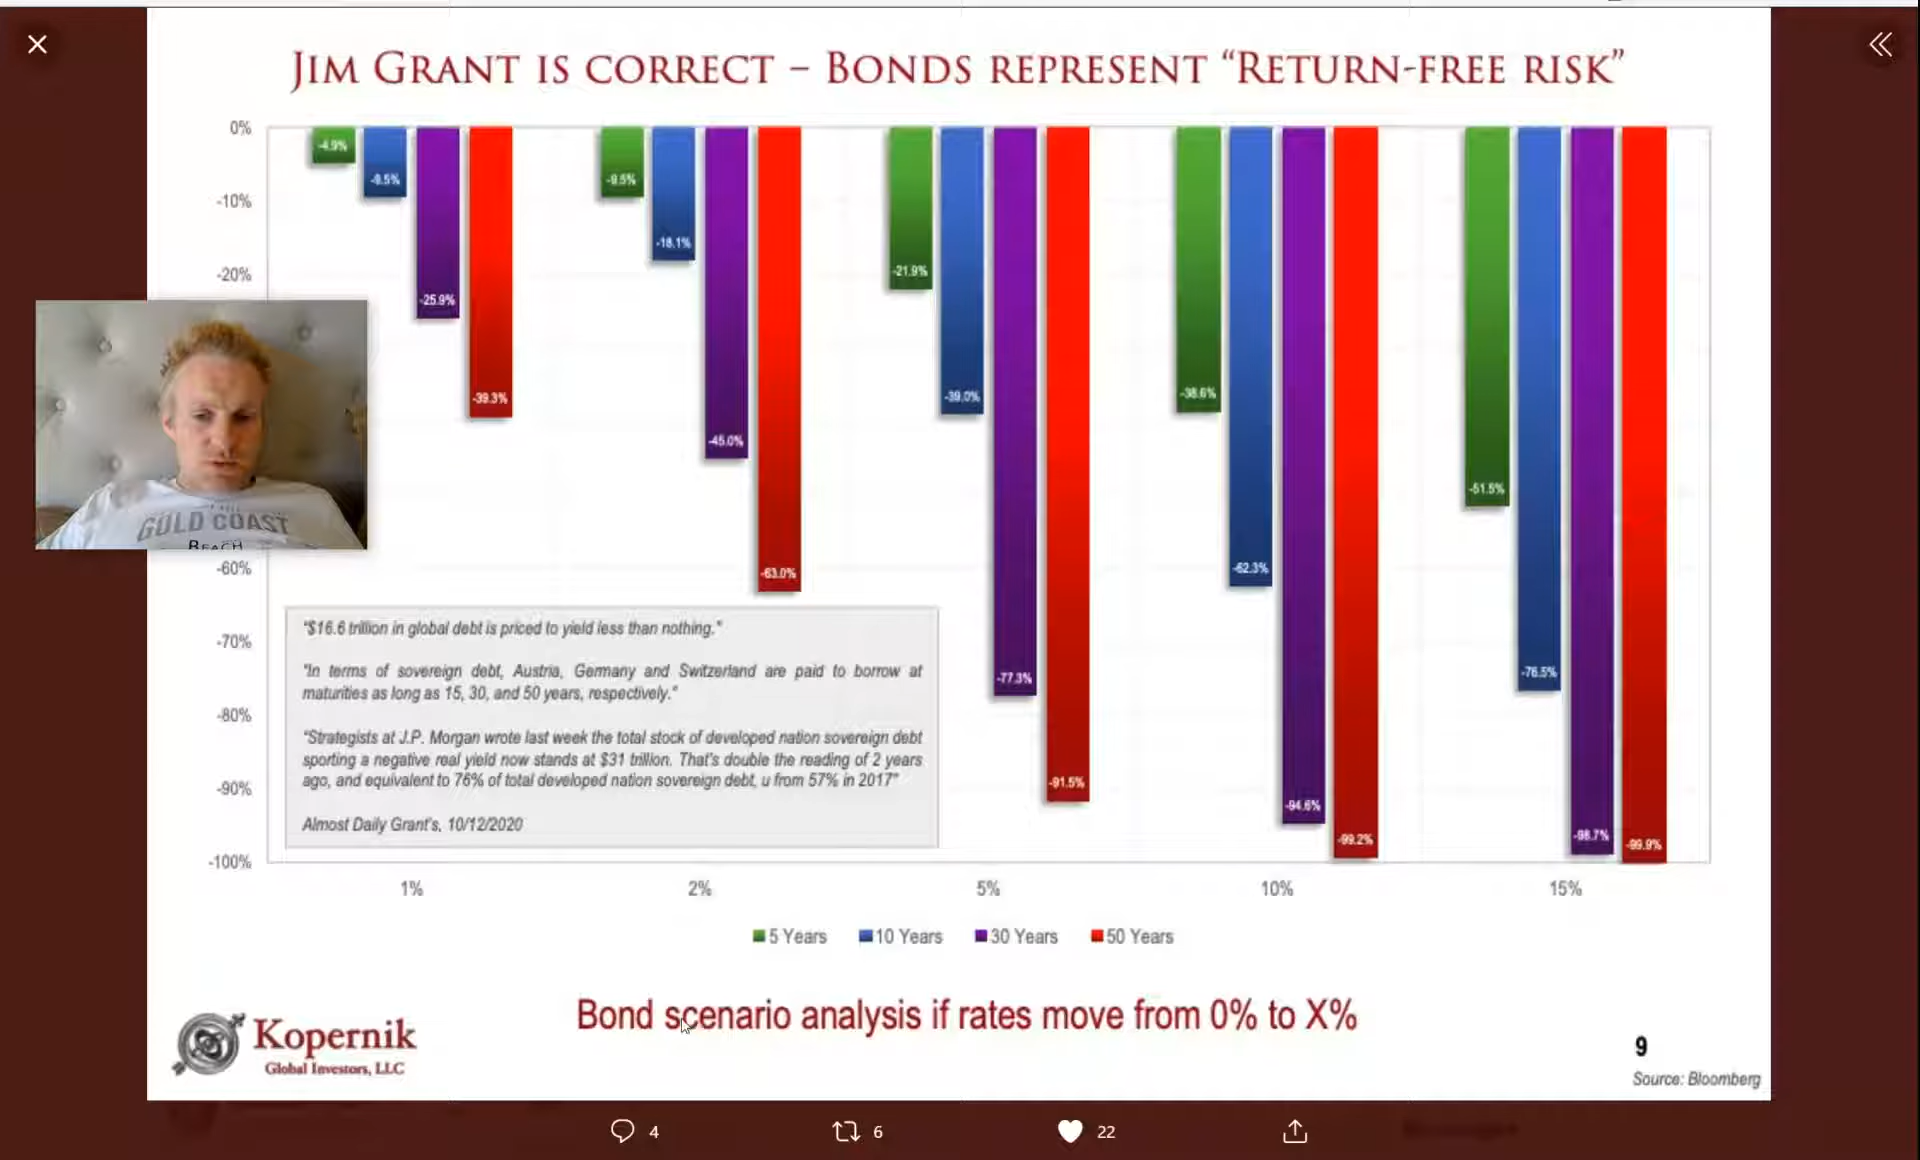 JIM GRANT IS CORRECT – BONDS REPRESENT “RETURN-FREE RISK”
0%
-10%
-20%
-60%
-70%
-80%
-90%
-100%
-4.9%
-9.5%
-25.9%
-39.3%
-9.5%
-18.1%
-45.0%
-63.0%
-21.9%
-39.0%
-77.3%
-91.5%
-38.6%
-62.3%
-94.6%
-99.2%
-51.5%
-76.5%
-98.7%
-99.9%
GOLD COAST
BEACH
"$16.6 trillion in global debt is priced to yield less than nothing."
"In terms of sovereign debt, Austria, Germany and Switzerland are paid to borrow at
maturities as long as 15, 30, and 50 years, respectively."
"Strategists at J.P. Morgan wrote last week the total stock of developed nation sovereign debt
sporting a negative real yield now stands at $31 trillion. That's double the reading of 2 years
ago, and equivalent to 76% of total developed nation sovereign debt, u from 57% in 2017"
Almost Daily Grant's, 10/12/2020
1% 2% 5% 10% 15%
5 Years 10 Years 30 Years 50 Years
Bond scenario analysis if rates move from 0% to X%
Kopernik
Global Investors, LLC
9
Source: Bloomberg
4 6 22